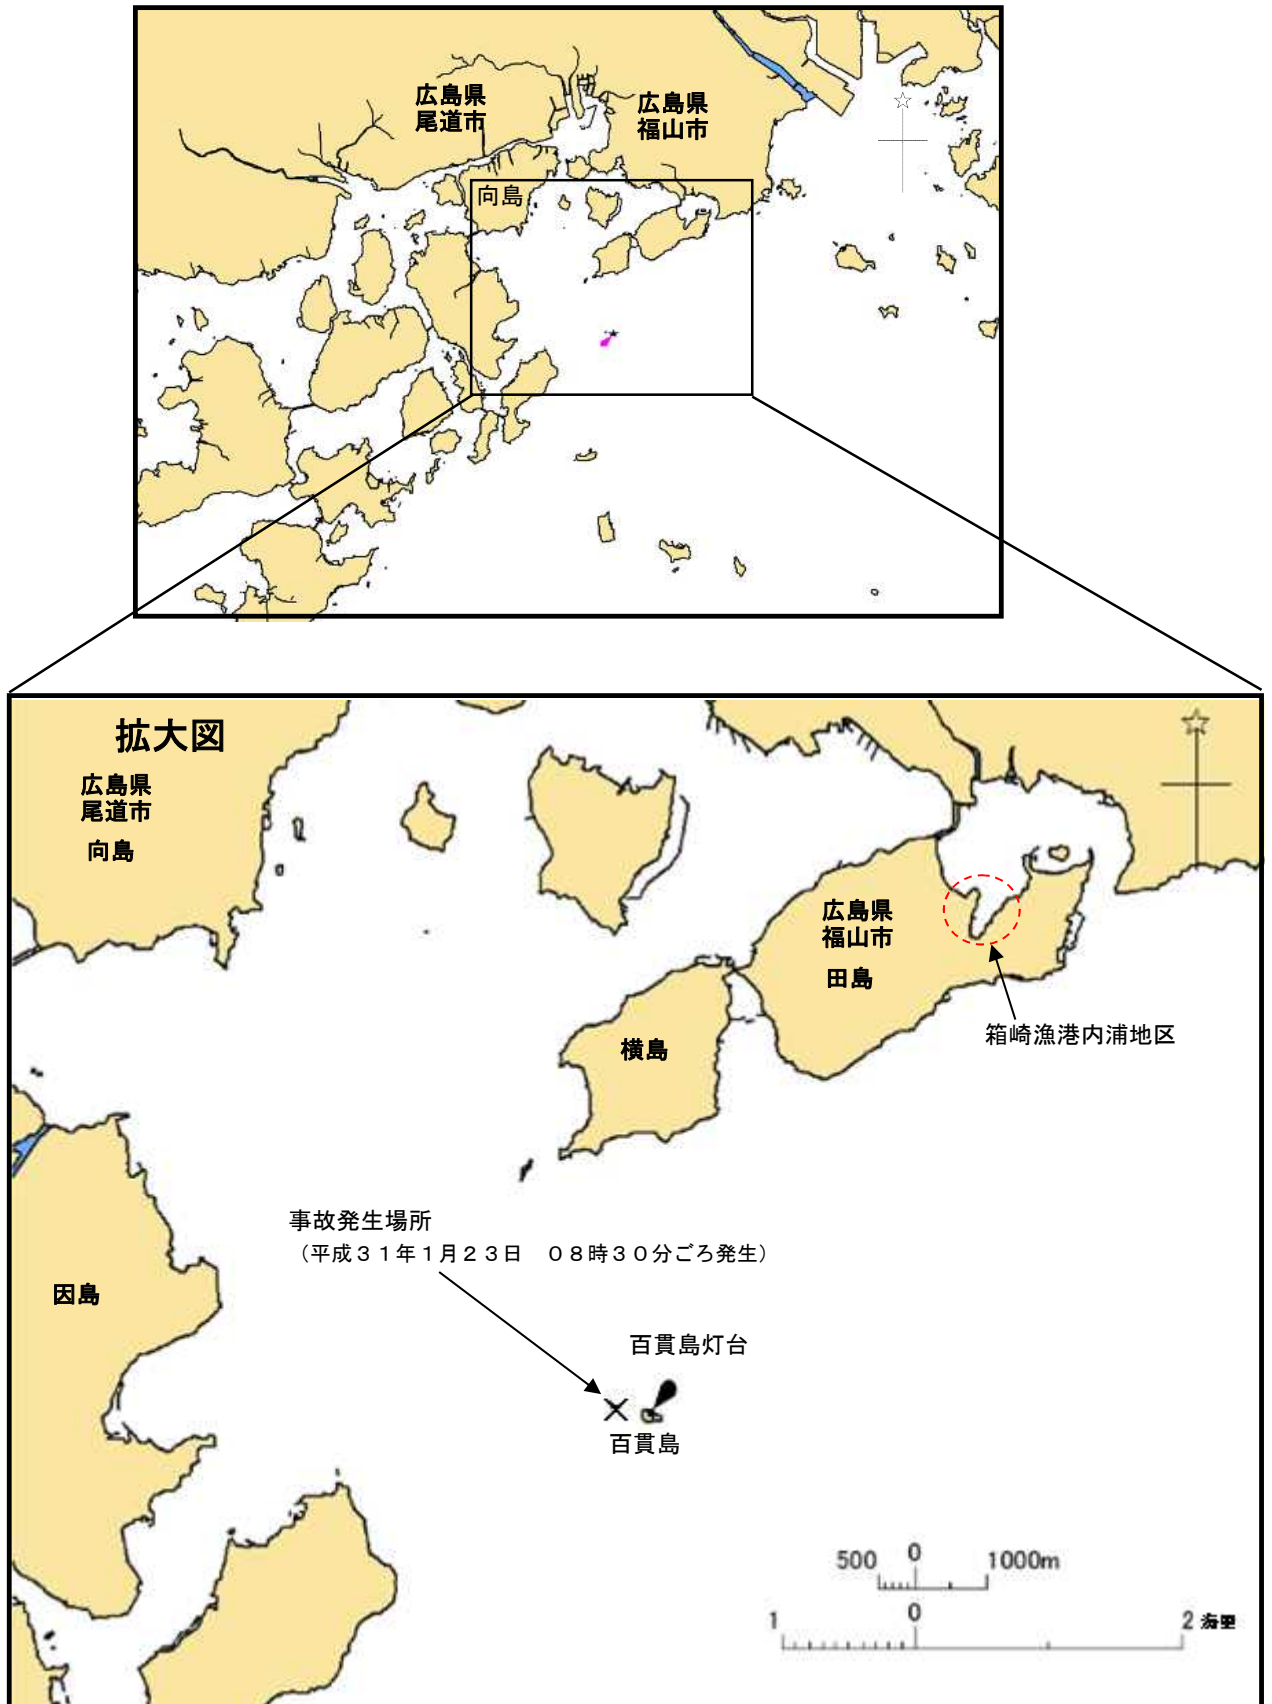 広島県
尾道市
広島県
福山市
向島
拡大図
広島県
尾道市
向島
広島県
福山市
田島
箱崎漁港内浦地区
横島
事故発生場所
（平成３１年１月２３日　０８時３０分ごろ発生）
因島
百貫島灯台
百貫島
500 0 1000m
1 0 2 海里